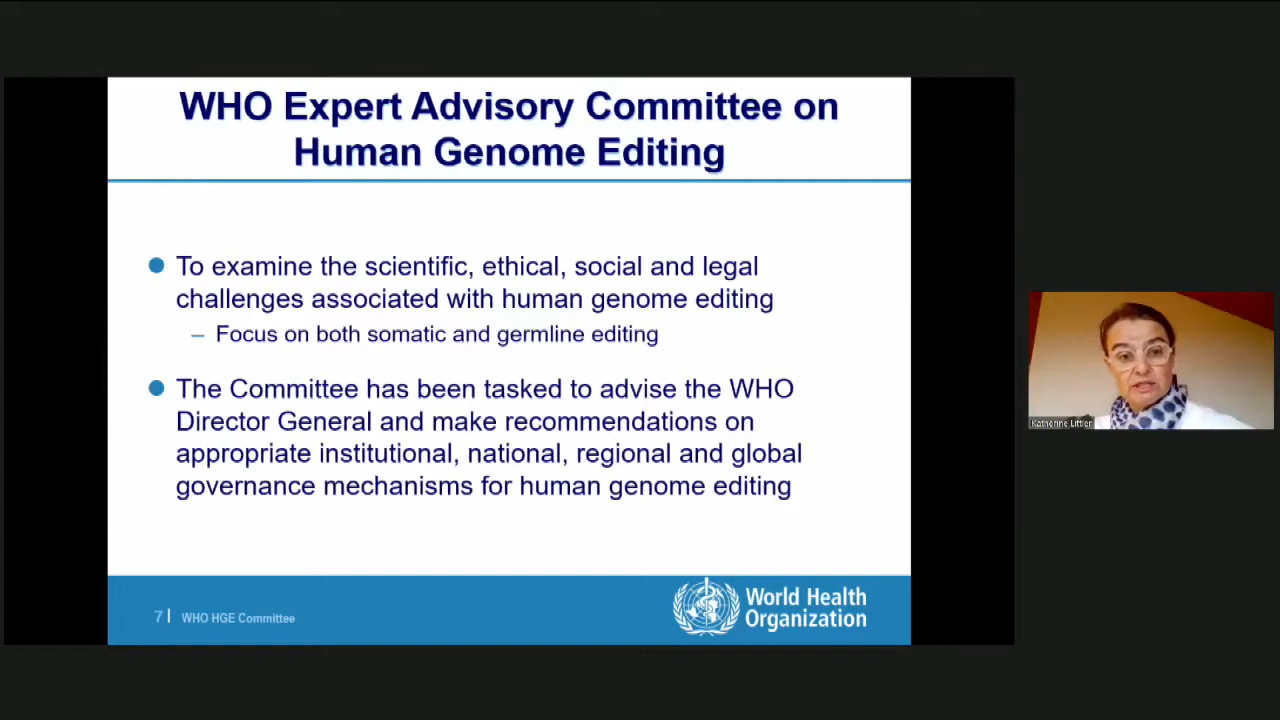 WHO Expert Advisory Committee on
Human Genome Editing
To examine the scientific, ethical, social and legal
challenges associated with human genome editing
– Focus on both somatic and germline editing
The Committee has been tasked to advise the WHO
Director General and make recommendations on
appropriate institutional, national, regional and global
governance mechanisms for human genome editing
7| WHO HGE Committee
World Health
Organization
Katherine Littler